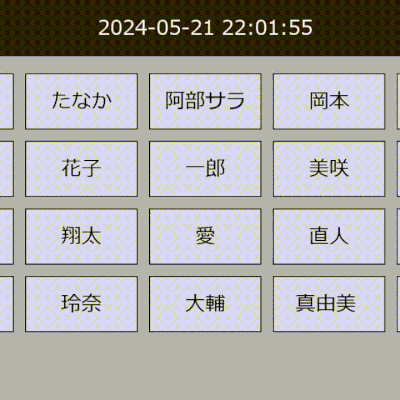 2024-05-21 22:01:55
たなか 阿部サラ 岡本
花子 一郎 美咲
翔太 愛 直人
玲奈 大輔 真由美